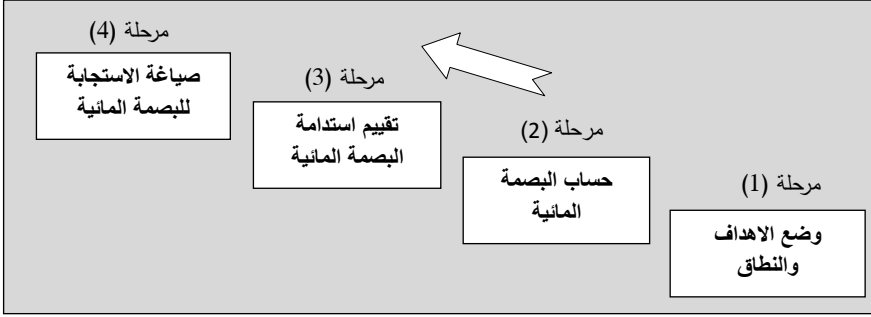 مرحلة (1)
وضع الاهداف
والنطاق
مرحلة (2)
حساب البصمة
المائية
مرحلة (3)
تقييم استدامة
البصمة المائية
مرحلة (4)
صياغة الاستجابة
للبصمة المائية